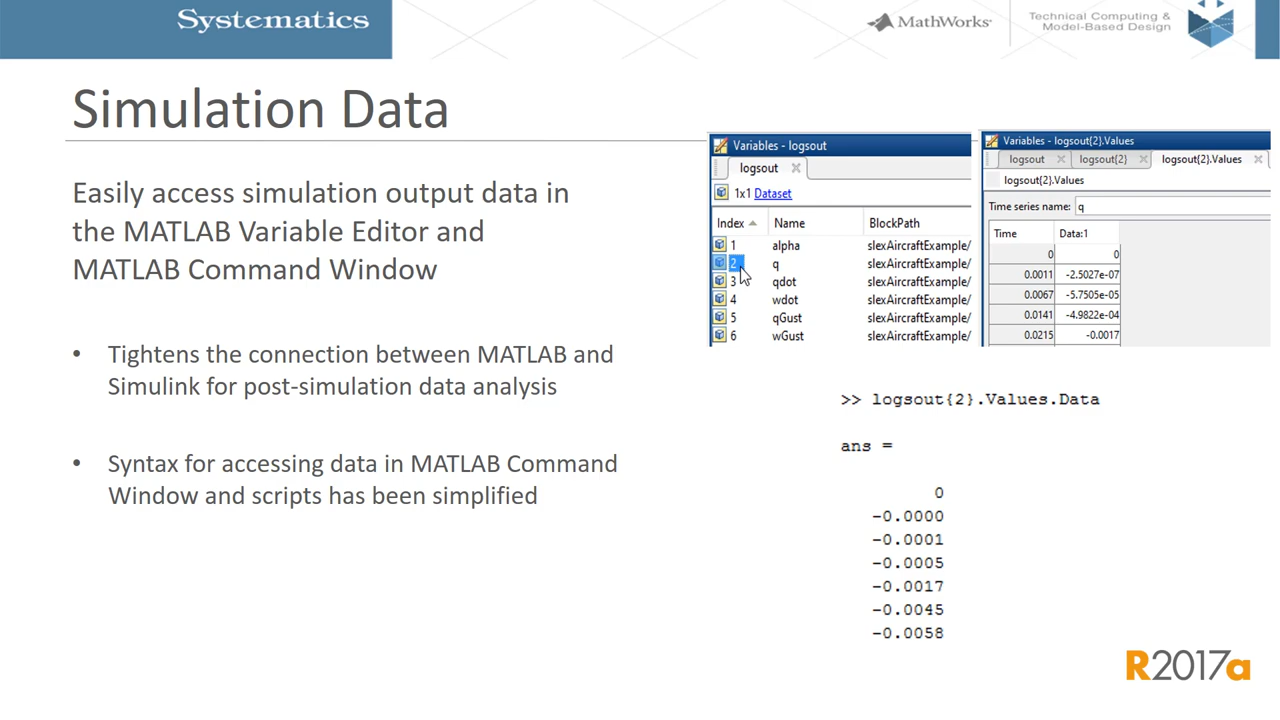 Systematics
MathWorks®
Technical Computing &
Model-Based Design
Simulation Data
Easily access simulation output data in
the MATLAB Variable Editor and
MATLAB Command Window
• Tightens the connection between MATLAB and
Simulink for post-simulation data analysis
• Syntax for accessing data in MATLAB Command
Window and scripts has been simplified
Variables - logsout
logsout
1x1 Dataset
Index Name BlockPath
1 alpha slexAircraftExample/
2 q slexAircraftExample/
3 qdot slexAircraftExample/
4 wdot slexAircraftExample/
5 qGust slexAircraftExample/
6 wGust slexAircraftExample/
Variables - logsout{2}.Values
logsout logsout{2} logsout{2}.Values
logsout{2}.Values
Time series name: q
Time Data:1
0 0
0.0011 -2.5027e-07
0.0067 -5.7505e-05
0.0141 -4.9822e-04
0.0215 -0.0017
>> logsout{2}.Values.Data
ans =
0
-0.0000
-0.0001
-0.0005
-0.0017
-0.0045
-0.0058
R2017a